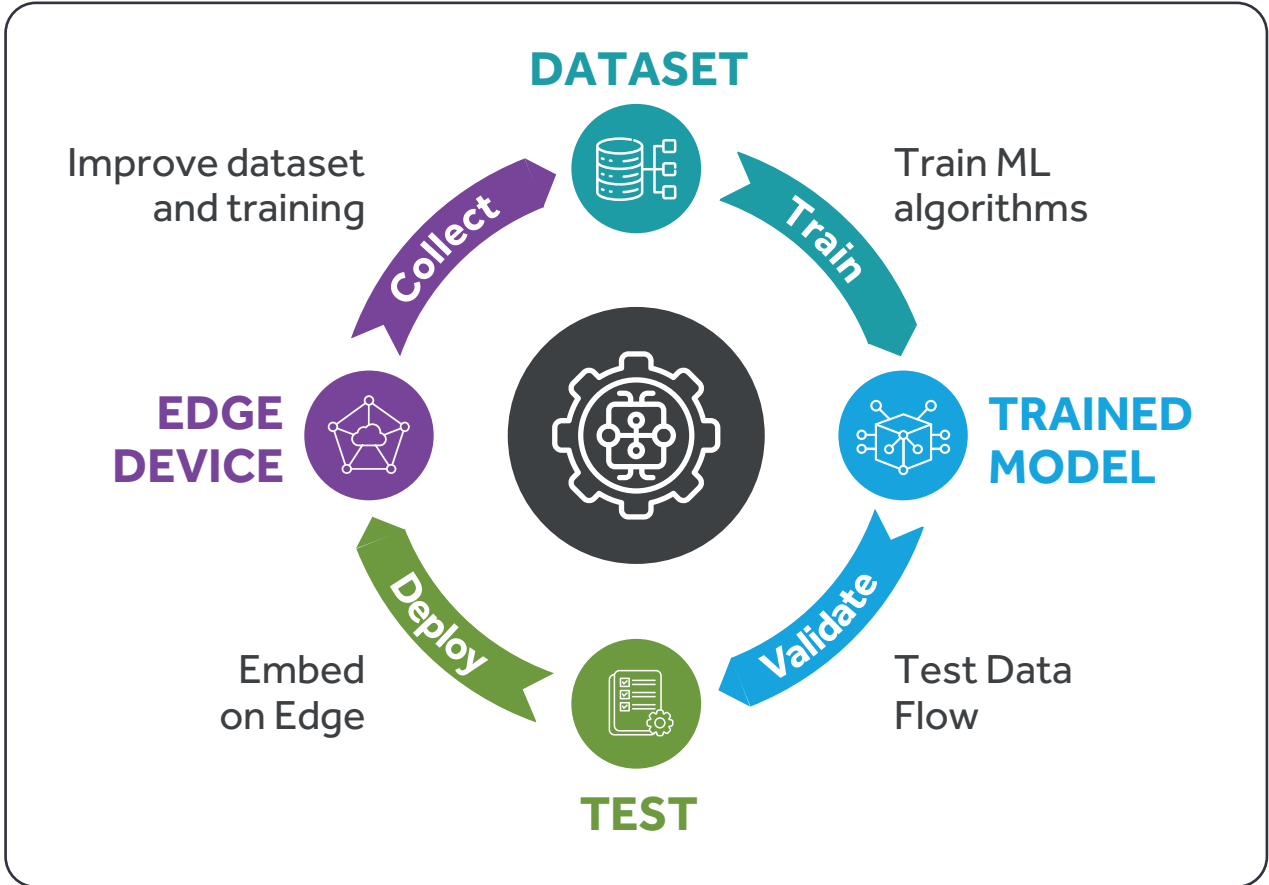 DATASET
Improve dataset
and training
Collect
Train
Train ML
algorithms
EDGE
DEVICE
TRAINED
MODEL
Deploy
Validate
Embed
on Edge
Test Data
Flow
TEST